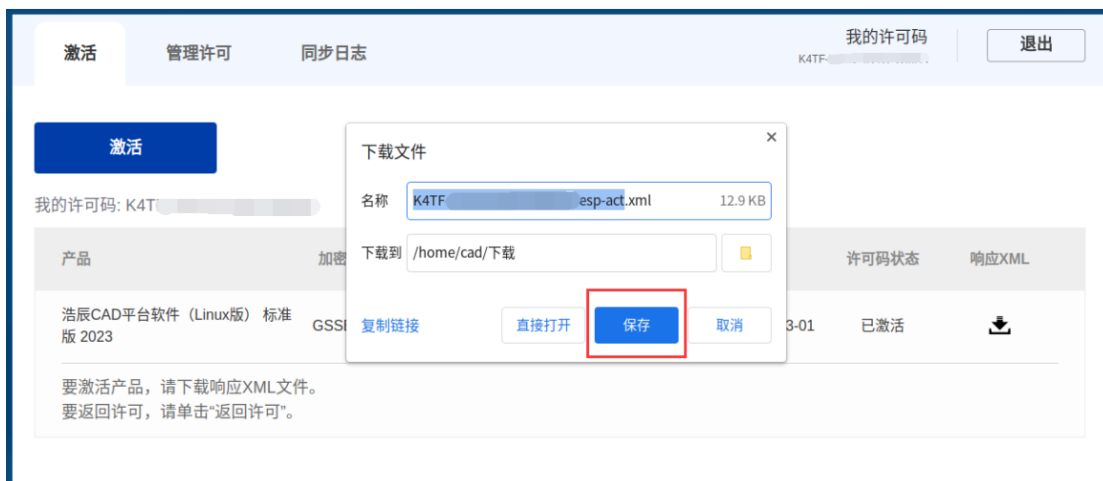 激活 管理许可 同步日志 我的许可码 退出
K4TF-
激活
我的许可码: K4T
下载文件
名称 K4TF esp-act.xml 12.9 KB
下载到 /home/cad/下载
复制链接 直接打开 保存 取消
产品 加密 许可码状态 响应XML
浩辰CAD平台软件（Linux版） 标准
版 2023
GSSI 3-01 已激活
要激活产品，请下载响应XML文件。
要返回许可，请单击“返回许可”。